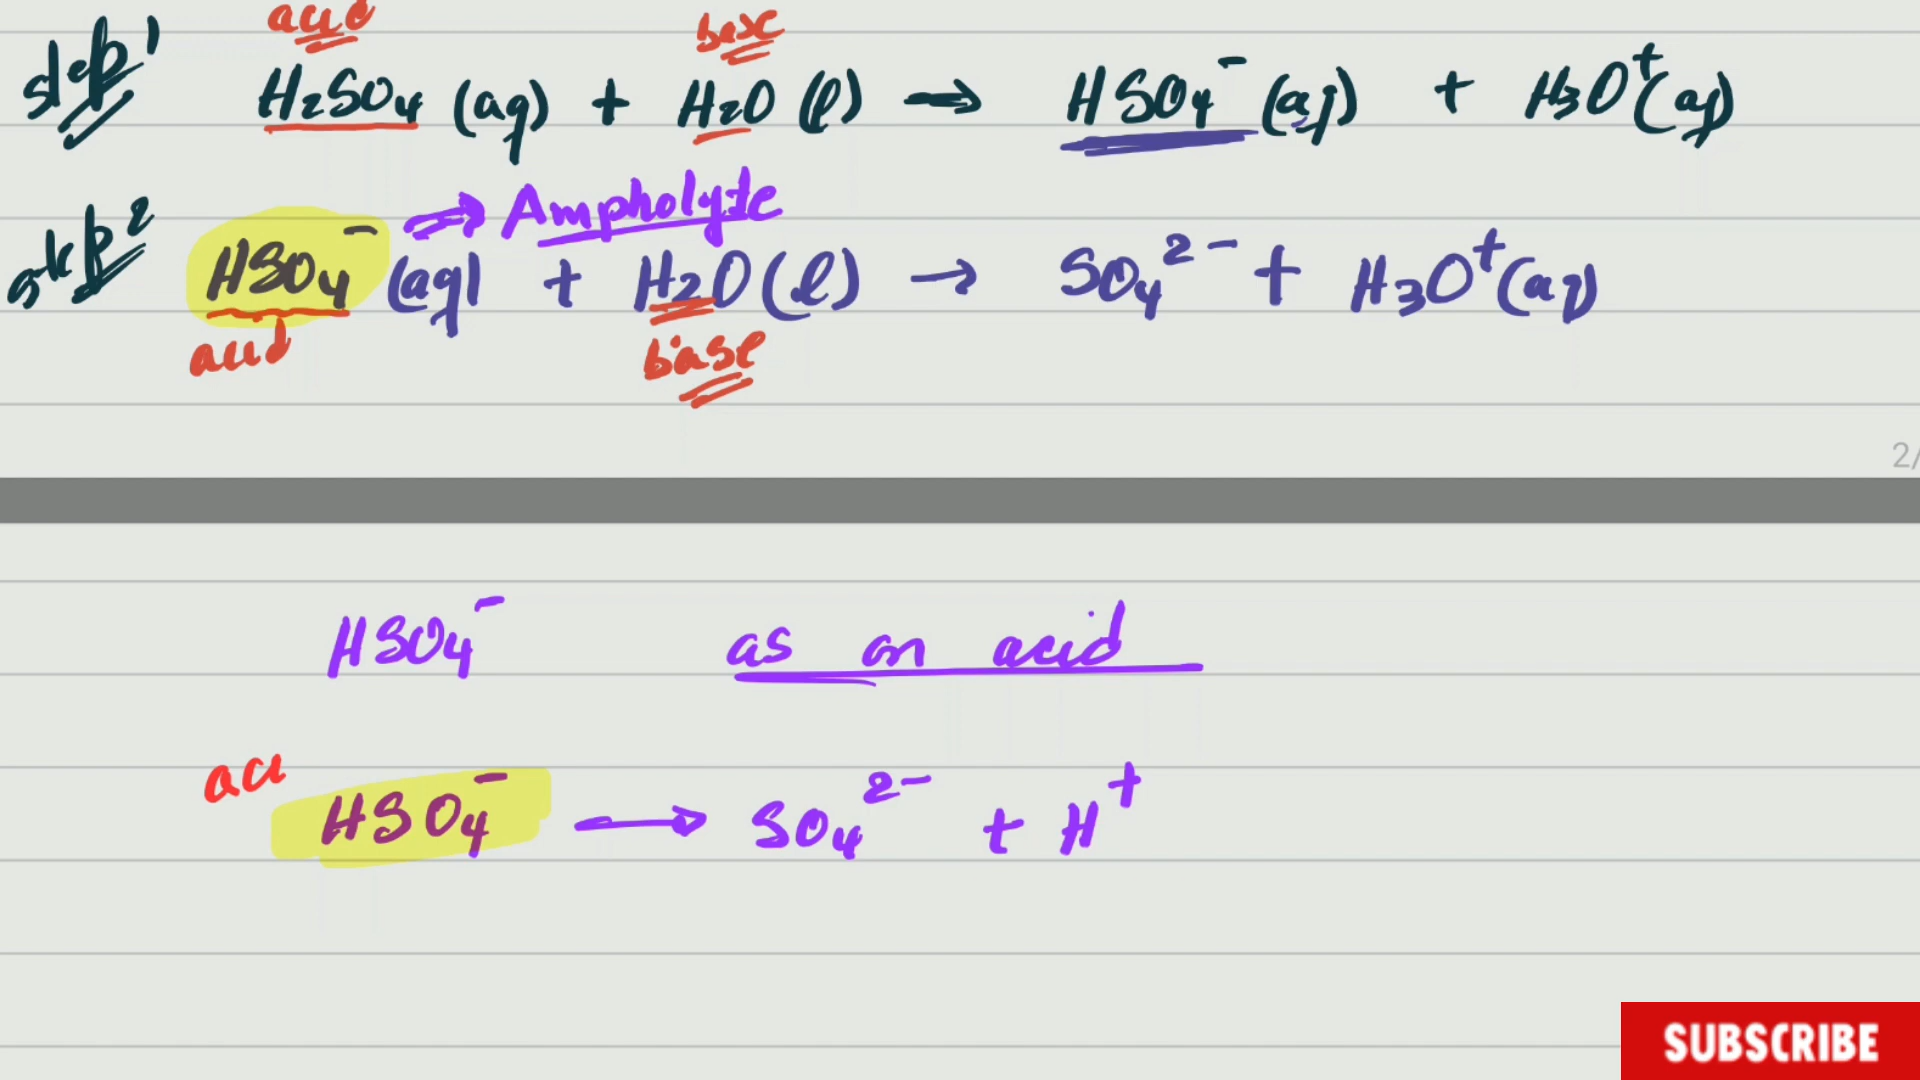 acid base
step 1 H₂SO₄ (aq) + H₂O (l) → HSO₄⁻ (aq) + H₃O⁺ (aq)
⇒ Ampholyte
step 2 HSO₄⁻ (aq) + H₂O (l) → SO₄²⁻ + H₃O⁺ (aq)
acid base
2/
HSO₄⁻ as an acid
aci
HSO₄⁻ → SO₄²⁻ + H⁺
SUBSCRIBE